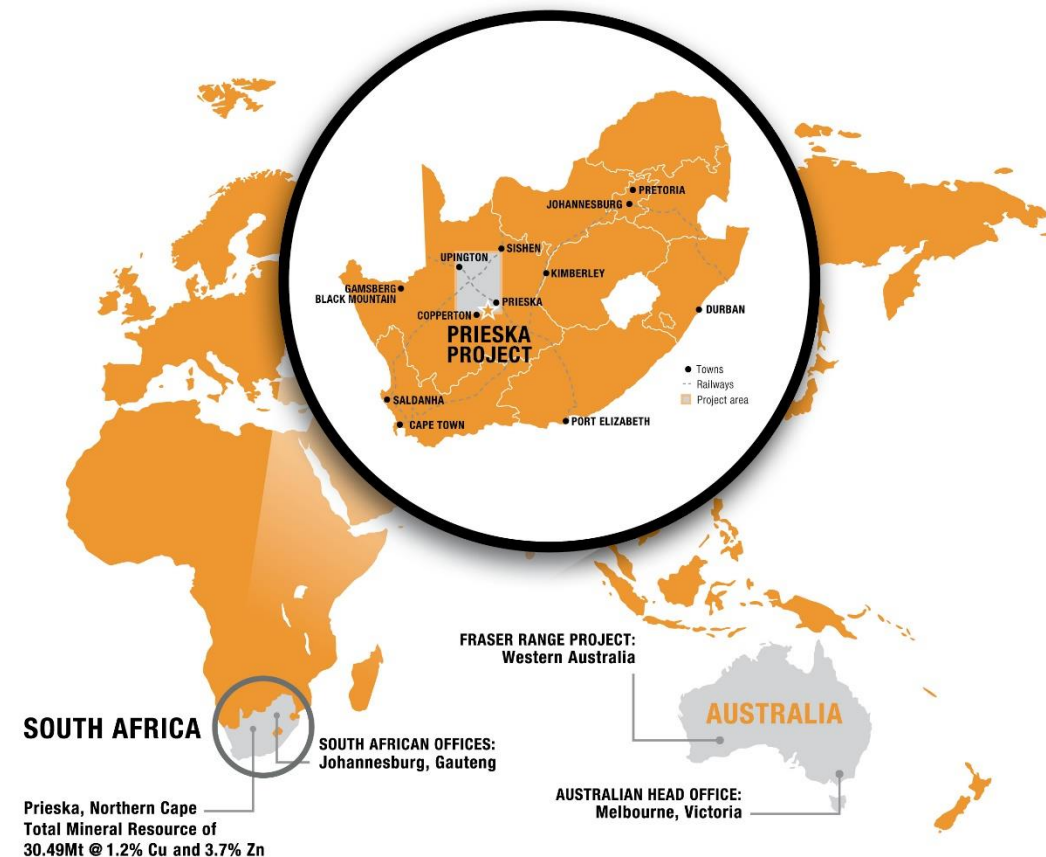 PRETORIA
JOHANNESBURG
SISHEN
UPINGTON
KIMBERLEY
GAMSBERG
BLACK MOUNTAIN
PRIESKA
COPPERTON
DURBAN
PRIESKA
PROJECT
Towns
Railways
Project area
SALDANHA
CAPE TOWN
PORT ELIZABETH
FRASER RANGE PROJECT:
Western Australia
AUSTRALIA
SOUTH AFRICA
SOUTH AFRICAN OFFICES:
Johannesburg, Gauteng
AUSTRALIAN HEAD OFFICE:
Melbourne, Victoria
Prieska, Northern Cape
Total Mineral Resource of
30.49Mt @ 1.2% Cu and 3.7% Zn